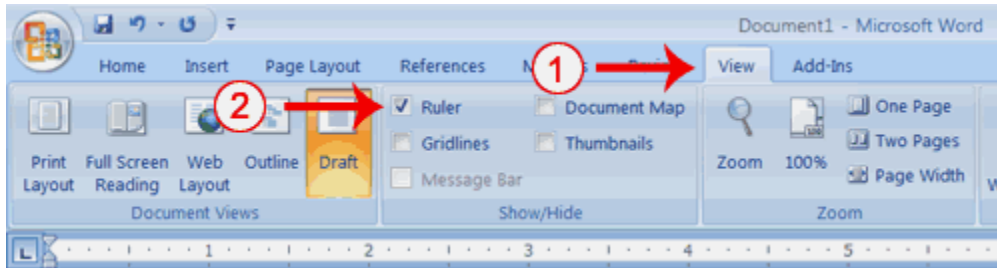 Document1 - Microsoft Word
Home Insert Page Layout References 1 View Add-Ins
2 Ruler Document Map One Page
Gridlines Thumbnails Two Pages
Message Bar Page Width
Print Layout Full Screen Reading Web Layout Outline Draft Zoom 100%
Document Views Show/Hide Zoom
L 1 2 3 4 5